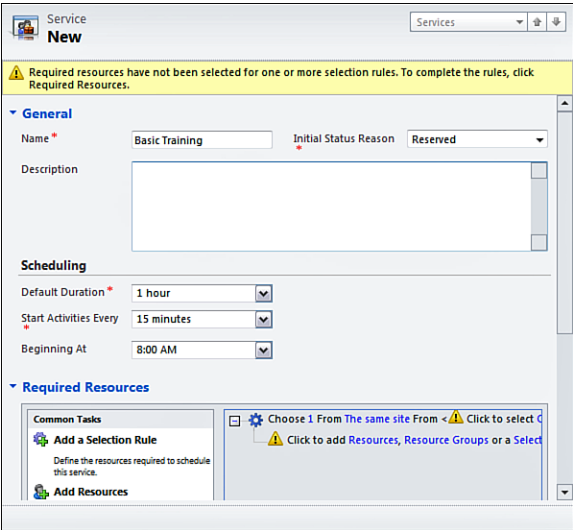 Service
New
Services
Required resources have not been selected for one or more selection rules. To complete the rules, click
Required Resources.
General
Name *
Basic Training
Initial Status Reason
*
Reserved
Description
Scheduling
Default Duration *
1 hour
Start Activities Every
*
15 minutes
Beginning At
8:00 AM
Required Resources
Common Tasks
Add a Selection Rule
Define the resources required to schedule
this service.
Add Resources
Choose 1 From The same site From < Click to select
Click to add Resources, Resource Groups or a Select